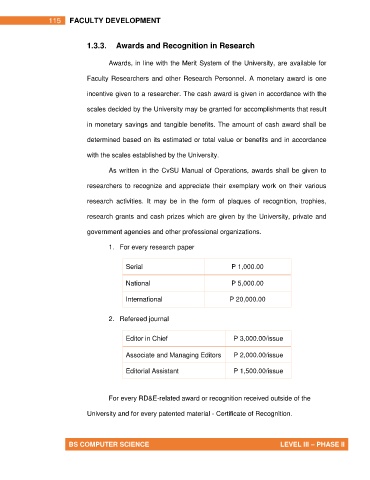 115 FACULTY DEVELOPMENT
1.3.3. Awards and Recognition in Research
Awards, in line with the Merit System of the University, are available for
Faculty Researchers and other Research Personnel. A monetary award is one
incentive given to a researcher. The cash award is given in accordance with the
scales decided by the University may be granted for accomplishments that result
in monetary savings and tangible benefits. The amount of cash award shall be
determined based on its estimated or total value or benefits and in accordance
with the scales established by the University.
As written in the CvSU Manual of Operations, awards shall be given to
researchers to recognize and appreciate their exemplary work on their various
research activities. It may be in the form of plaques of recognition, trophies,
research grants and cash prizes which are given by the University, private and
government agencies and other professional organizations.
1. For every research paper
Serial P 1,000.00
National P 5,000.00
International P 20,000.00
2. Refereed journal
Editor in Chief P 3,000.00/issue
Associate and Managing Editors P 2,000.00/issue
Editorial Assistant P 1,500.00/issue
For every RD&E-related award or recognition received outside of the
University and for every patented material - Certificate of Recognition.
BS COMPUTER SCIENCE LEVEL III – PHASE II